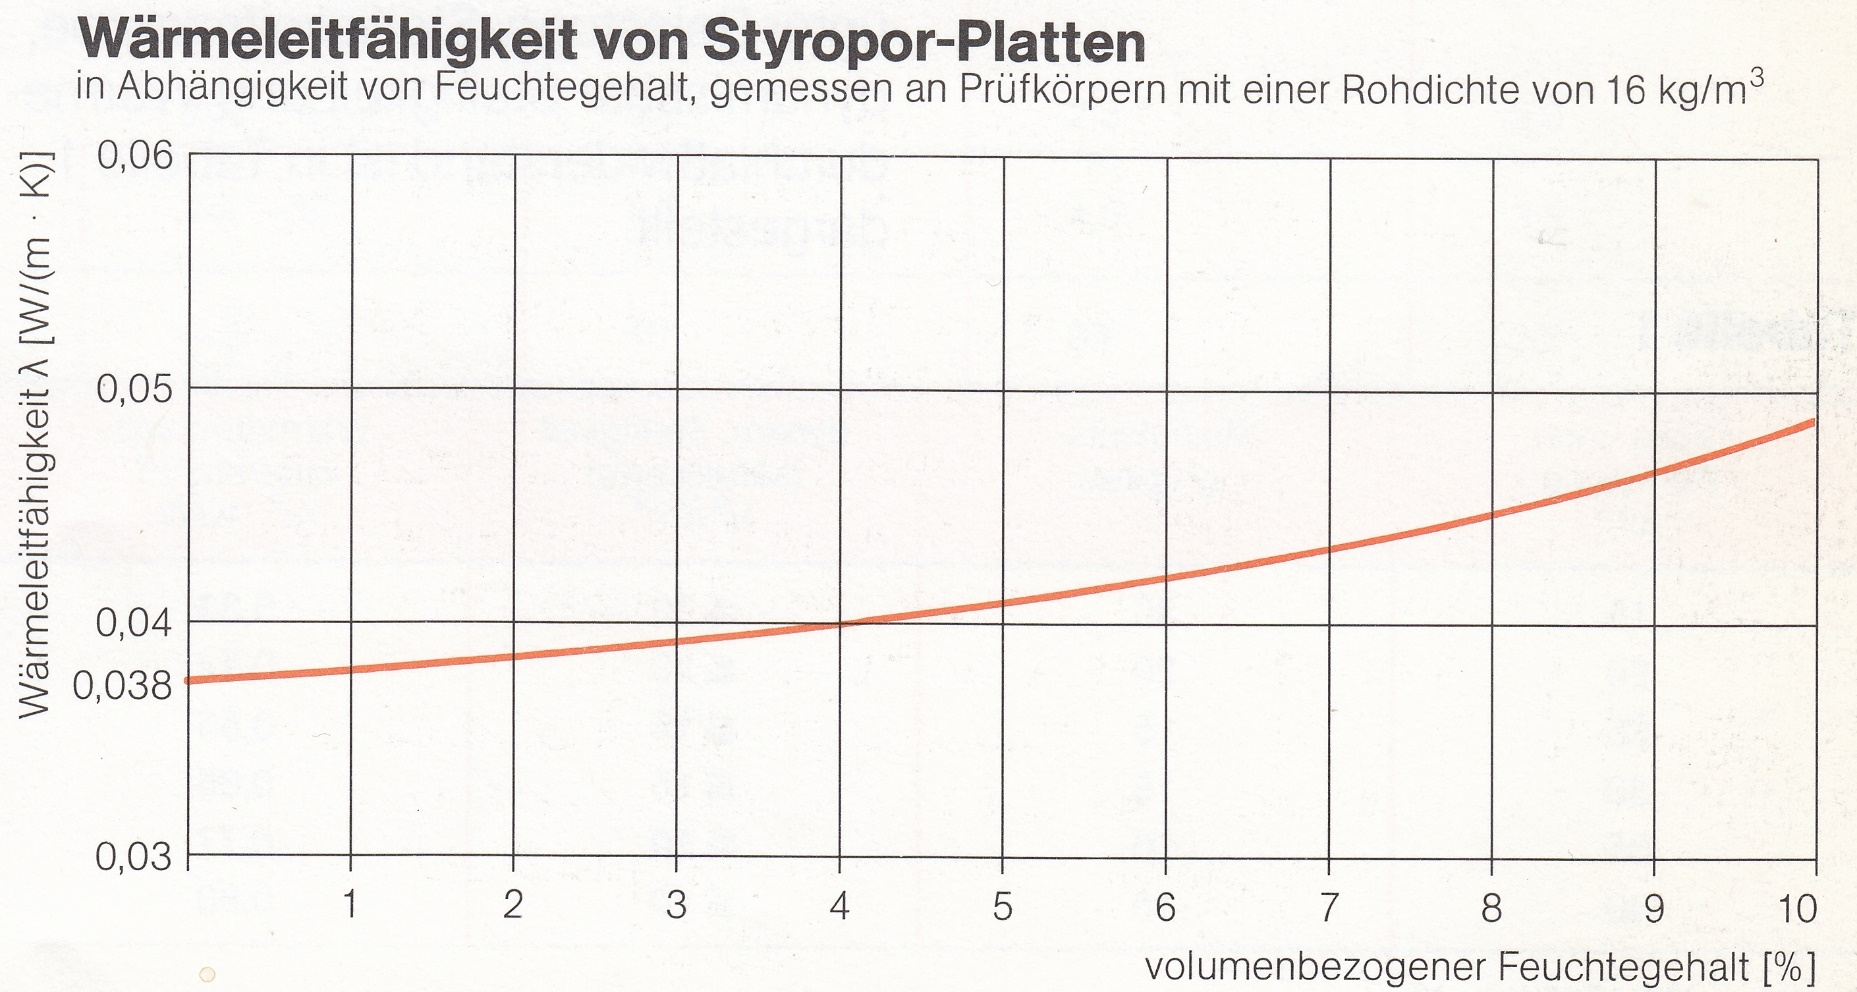 Wärmeleitfähigkeit von Styropor-Platten
in Abhängigkeit von Feuchtegehalt, gemessen an Prüfkörpern mit einer Rohdichte von 16 kg/m³
Wärmeleitfähigkeit λ [W/(m · K)]
0,06
0,05
0,04
0,038
0,03
1 2 3 4 5 6 7 8 9 10
volumenbezogener Feuchtegehalt [%]